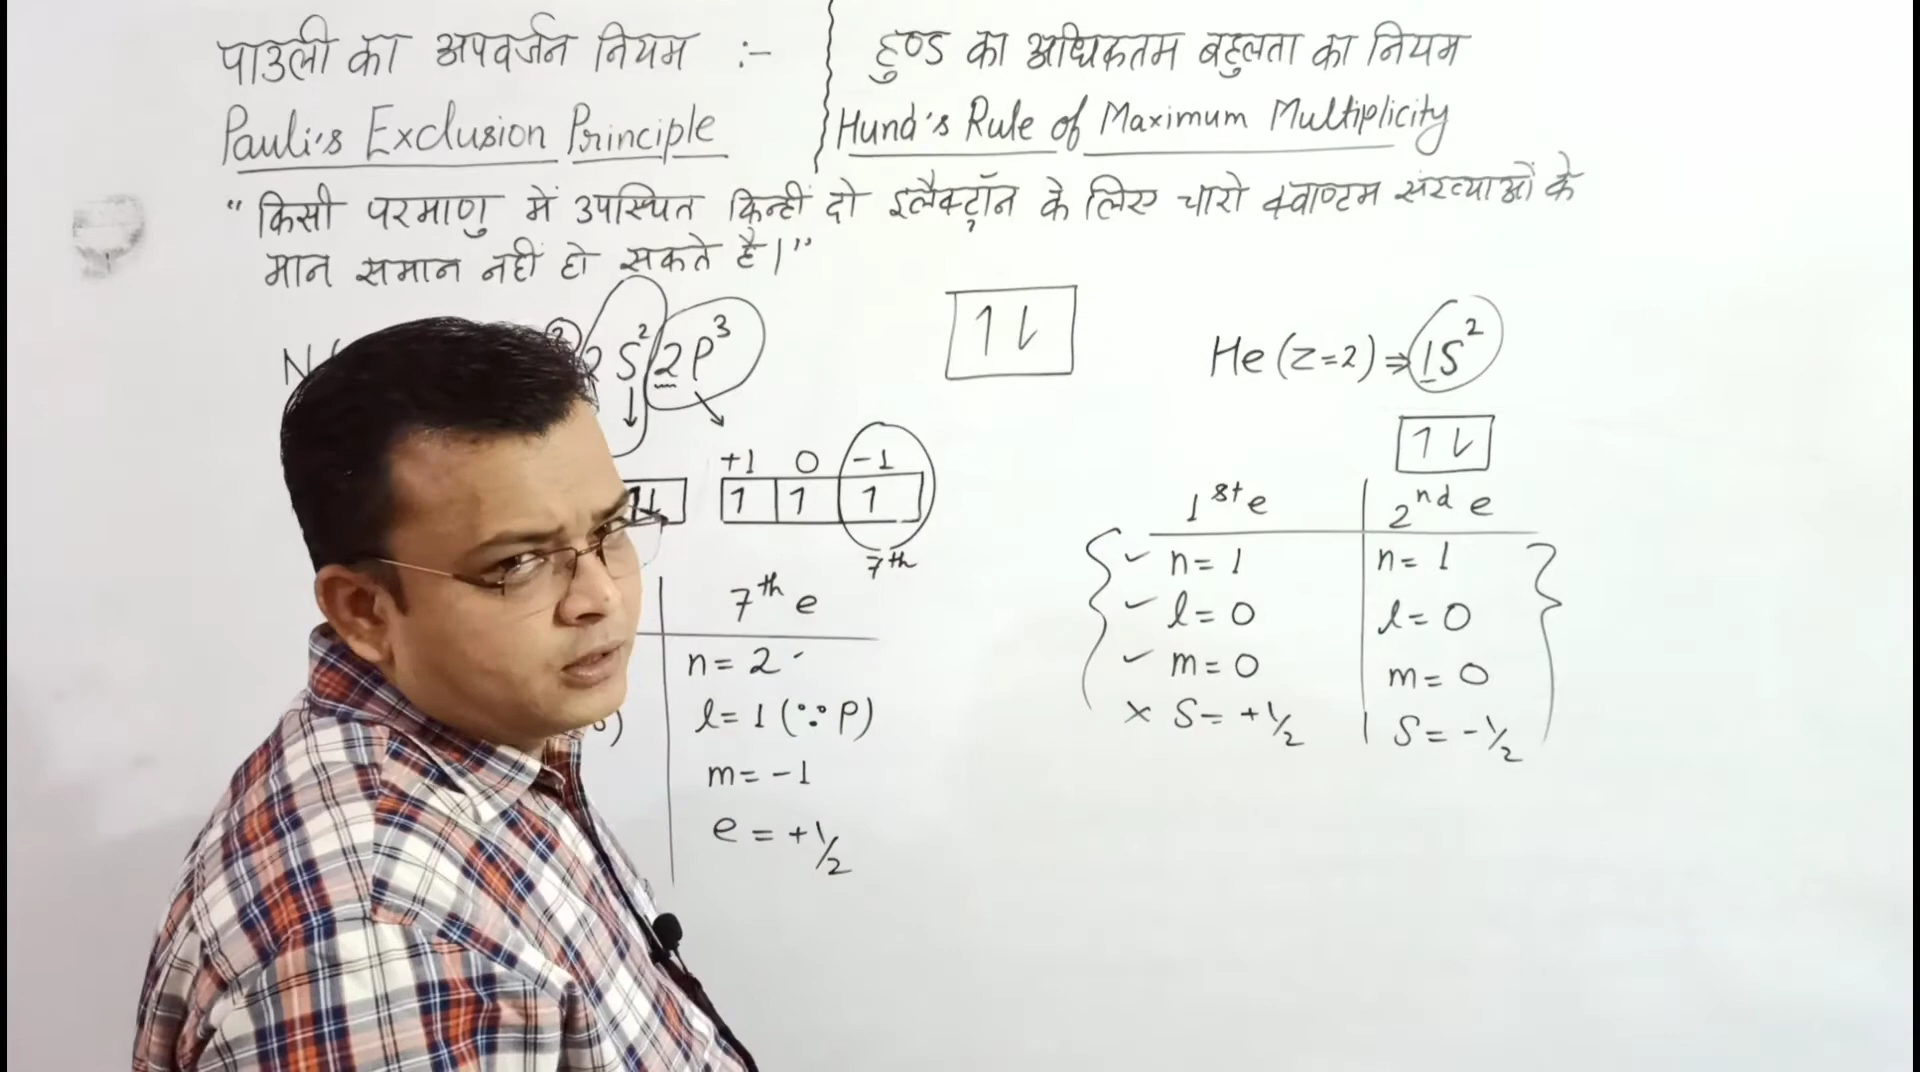 पाउली का अपवर्जन नियम :-
Pauli's Exclusion Principle
हुण्ड का अधिकतम बहुलता का नियम
Hund's Rule of Maximum Multiplicity
"किसी परमाणु में उपस्थित किन्हीं दो इलैक्ट्रॉन के लिए चारो क्वाण्टम संख्याओं के
मान समान नहीं हो सकते है।"
N( 2 2S² 2P³
+1 0 -1
1↓ 1 1 1
7th
7th e
n = 2
l = 1 (∵ P)
m = -1
e = +1/2
1↓
He (Z=2) ⇒ 1S²
1↓
1st e 2nd e
✓ n = 1 n = 1
✓ l = 0 l = 0
✓ m = 0 m = 0
× S = +1/2 S = -1/2